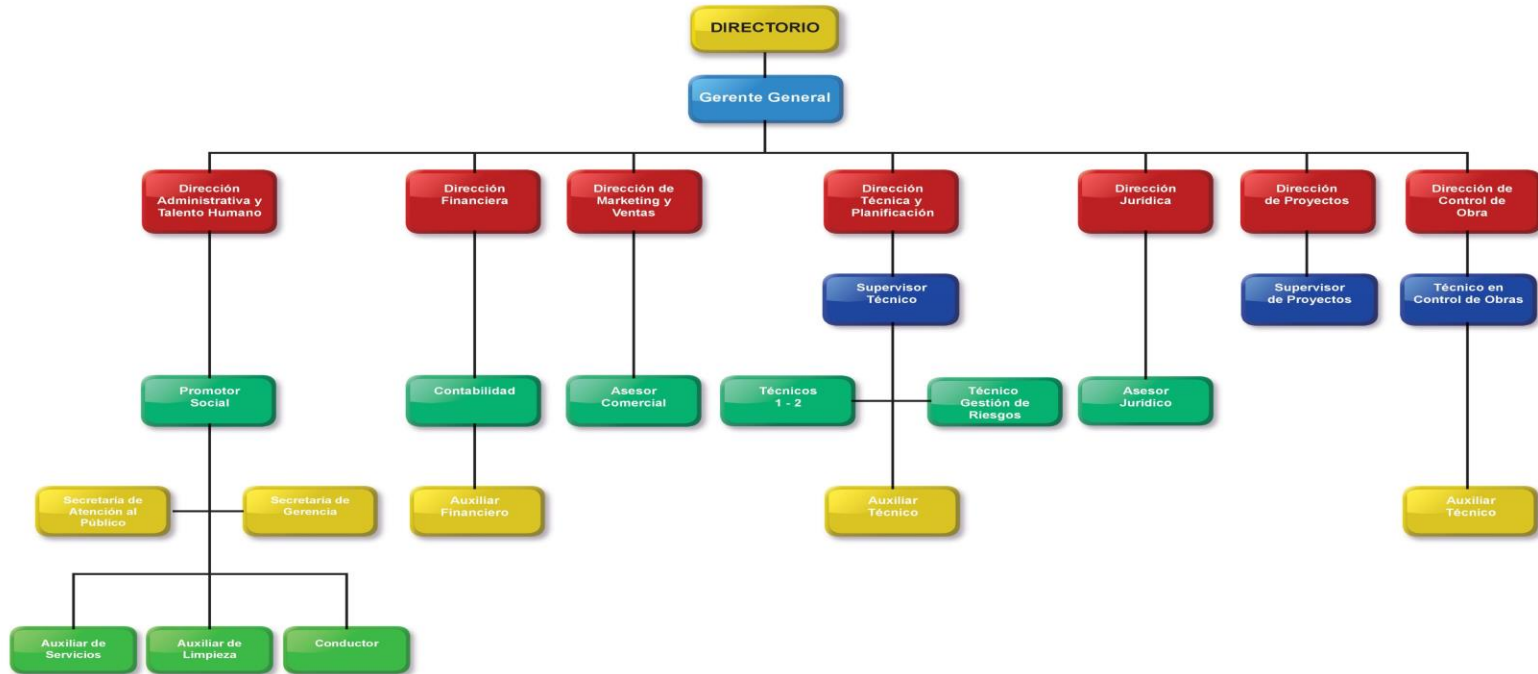 DIRECTORIO
Gerente General
Dirección
Administrativa y
Talento Humano
Dirección
Financiera
Dirección de
Marketing y
Ventas
Dirección
Técnica y
Planificación
Dirección
Jurídica
Dirección
de Proyectos
Dirección de
Control de
Obra
Supervisor
Técnico
Supervisor
de Proyectos
Técnico en
Control de Obras
Promotor
Social
Contabilidad
Asesor
Comercial
Técnicos
1 - 2
Técnico
Gestión de
Riesgos
Asesor
Jurídico
Secretaría de
Atención al
Público
Secretaría de
Gerencia
Auxiliar
Financiero
Auxiliar
Técnico
Auxiliar
Técnico
Auxiliar de
Servicios
Auxiliar de
Limpieza
Conductor